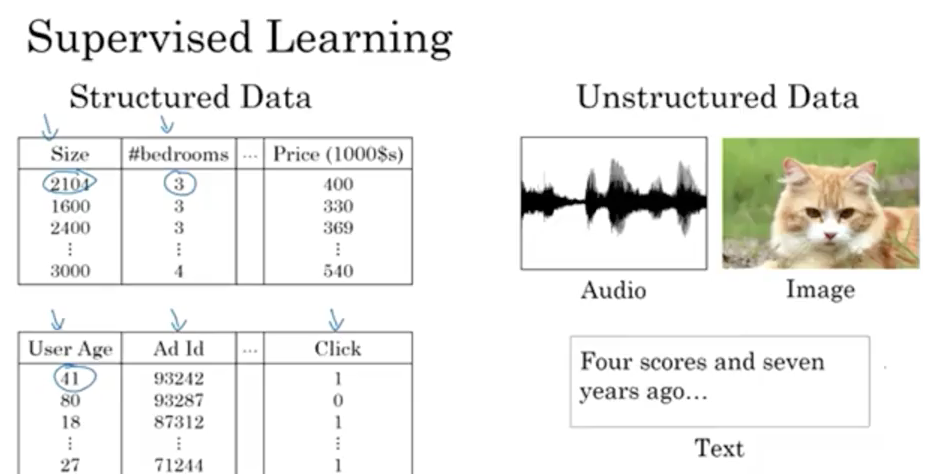 Supervised Learning
Structured Data
Size #bedrooms ... Price (1000$s)
2104 3 400
1600 3 330
2400 3 369
⋮ ⋮ ⋮
3000 4 540
User Age Ad Id ... Click
41 93242 1
80 93287 0
18 87312 1
⋮ ⋮ ⋮
27 71244 1
Unstructured Data
Audio
Image
Four scores and seven
years ago...
Text